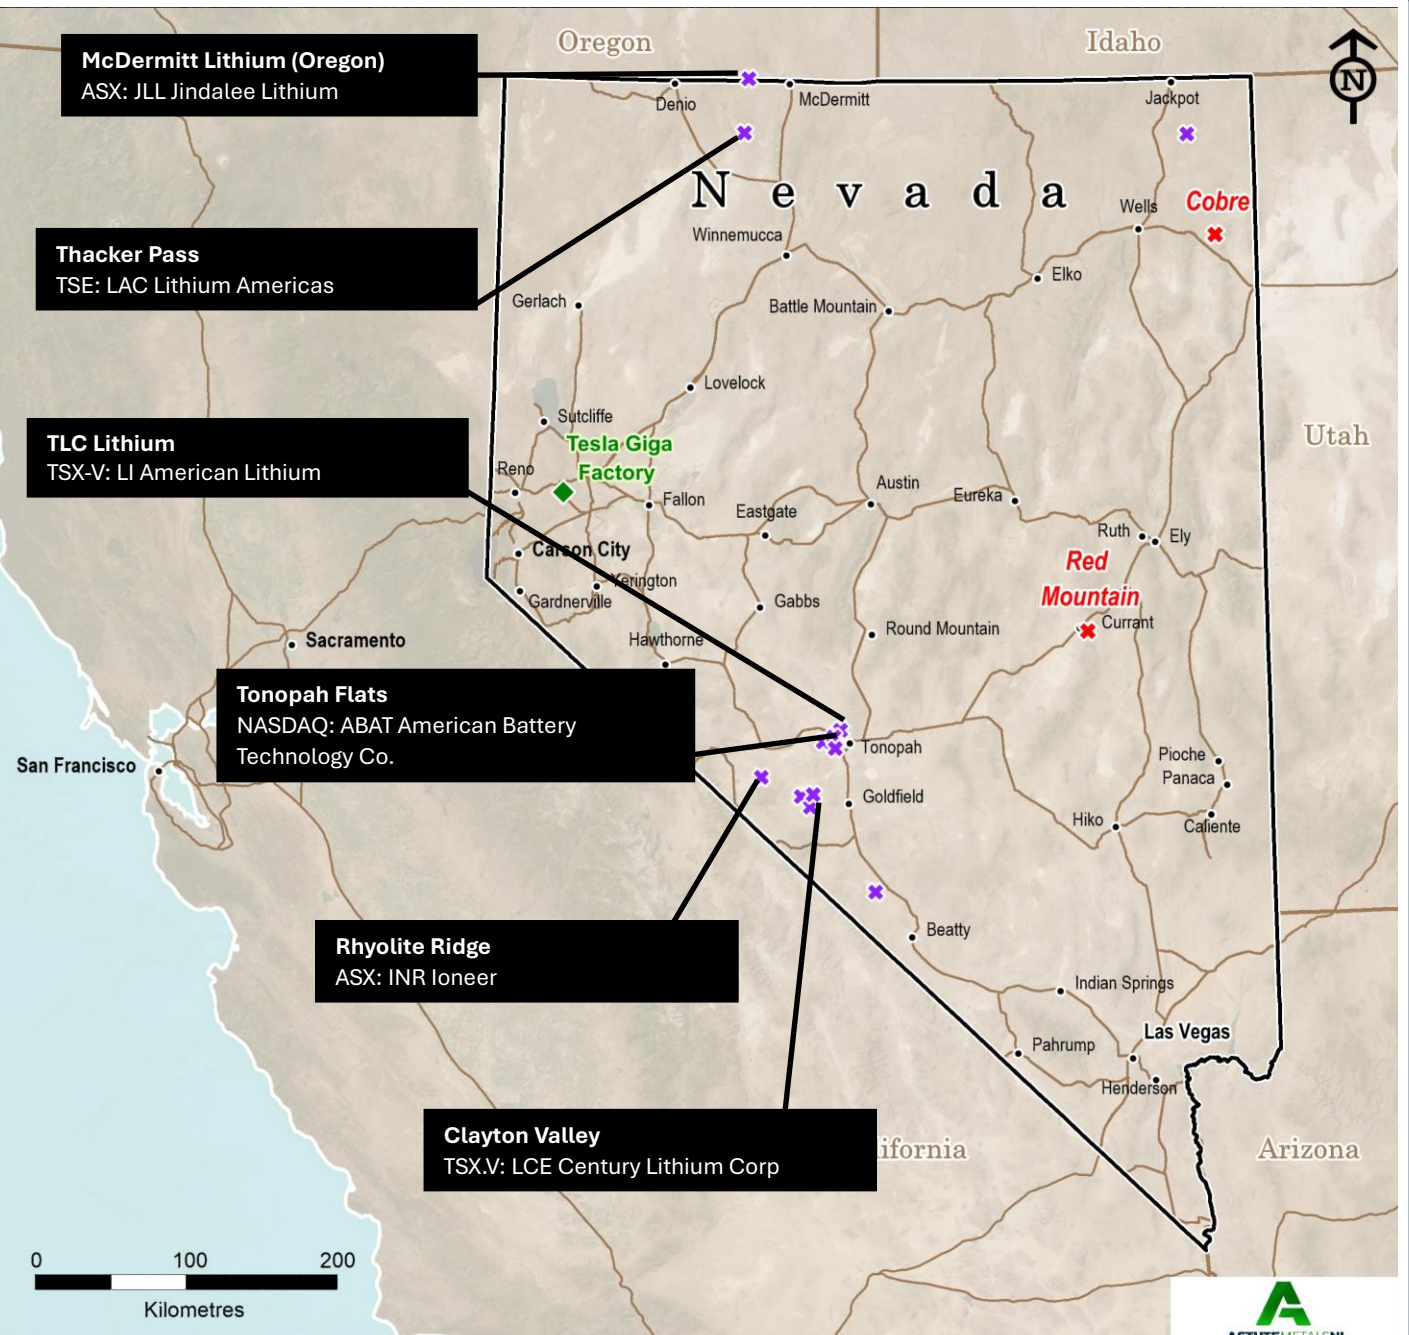 Oregon
Idaho
McDermitt Lithium (Oregon)
ASX: JLL Jindalee Lithium
N
Denio
McDermitt
Jackpot
Nevada
Cobre
Wells
Thacker Pass
TSE: LAC Lithium Americas
Winnemucca
Elko
Gerlach
Battle Mountain
Lovelock
Sutcliffe
Utah
TLC Lithium
TSX-V: LI American Lithium
Tesla Giga
Factory
Reno
Fallon
Austin
Eureka
Eastgate
Ruth
Ely
Carson City
Yerington
Gardnerville
Red
Mountain
Gabbs
Currant
Round Mountain
Sacramento
Hawthorne
Tonopah Flats
NASDAQ: ABAT American Battery
Technology Co.
Tonopah
San Francisco
Pioche
Panaca
Goldfield
Hiko
Caliente
Rhyolite Ridge
ASX: INR Ioneer
Beatty
Indian Springs
Las Vegas
Pahrump
Henderson
Clayton Valley
TSX.V: LCE Century Lithium Corp
ifornia
Arizona
0 100 200
Kilometres
ASTUTEMETALSNL